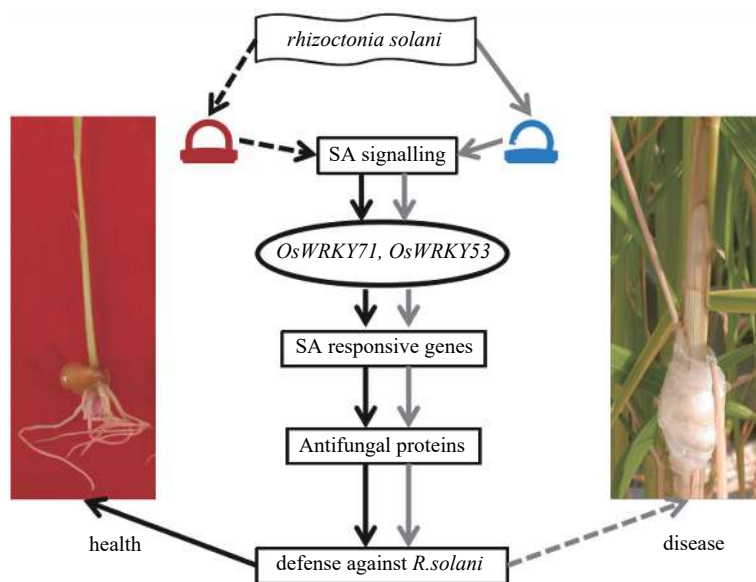 rhizoctonia solani
SA signalling
OsWRKY71, OsWRKY53
SA responsive genes
Antifungal proteins
health
disease
defense against R.solani